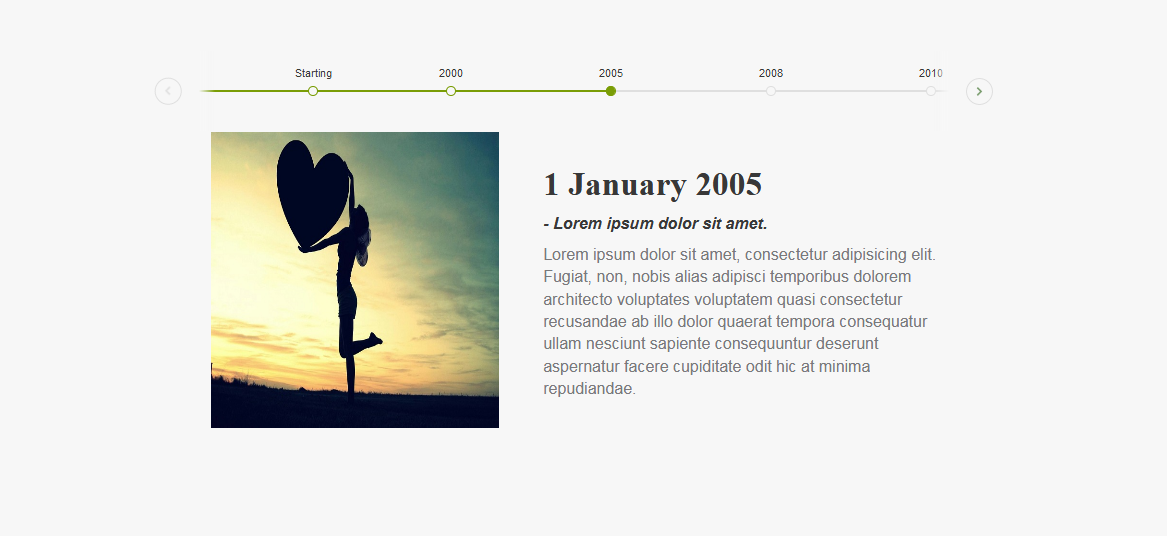 Starting 2000 2005 2008 2010
1 January 2005
- Lorem ipsum dolor sit amet.
Lorem ipsum dolor sit amet, consectetur adipisicing elit.
Fugiat, non, nobis alias adipisci temporibus dolorem
architecto voluptates voluptatem quasi consectetur
recusandae ab illo dolor quaerat tempora consequatur
ullam nesciunt sapiente consequuntur deserunt
aspernatur facere cupiditate odit hic at minima
repudiandae.